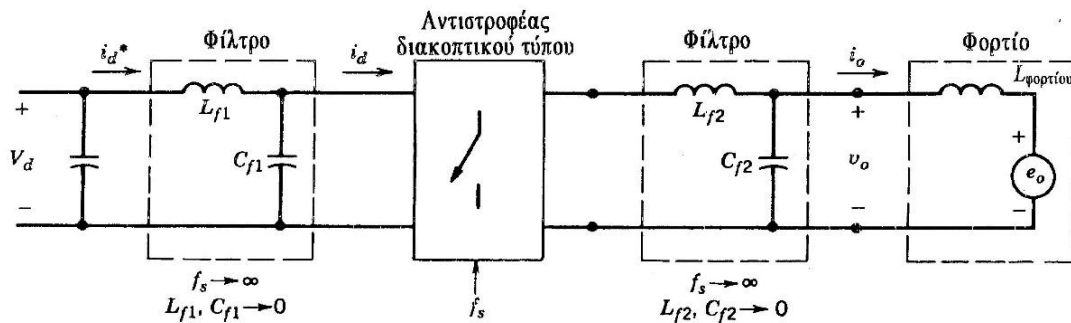 Αντιστροφέας
διακοπτικού τύπου
Φίλτρο
Φίλτρο
Φορτίο
i_d*
i_d
i_o
L_φορτίου
L_f1
L_f2
+
+
+
V_d
C_f1
C_f2
υ_o
e_o
−
−
−
f_s→∞
L_f1, C_f1→0
f_s
f_s→∞
L_f2, C_f2→0